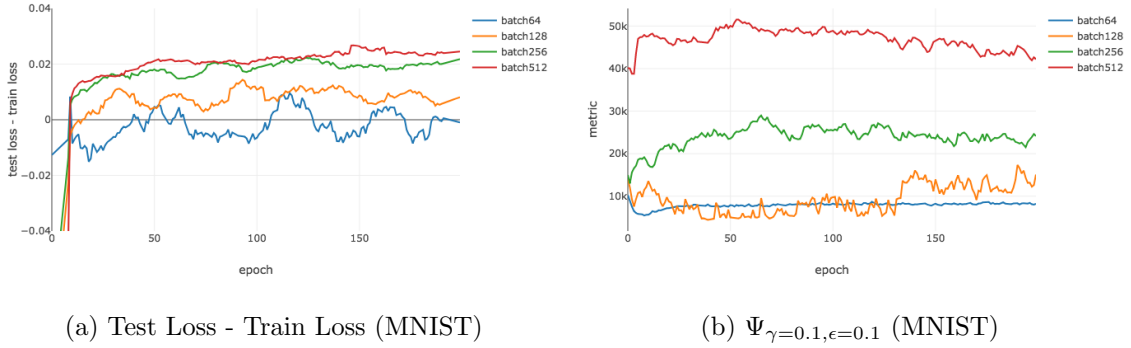 0.04
0.02
0
−0.02
−0.04
0
50
100
150
test loss - train loss
epoch
batch64
batch128
batch256
batch512
(a) Test Loss - Train Loss (MNIST)
50k
40k
30k
20k
10k
0
50
100
150
metric
epoch
batch64
batch128
batch256
batch512
(b) Ψγ=0.1,ϵ=0.1 (MNIST)